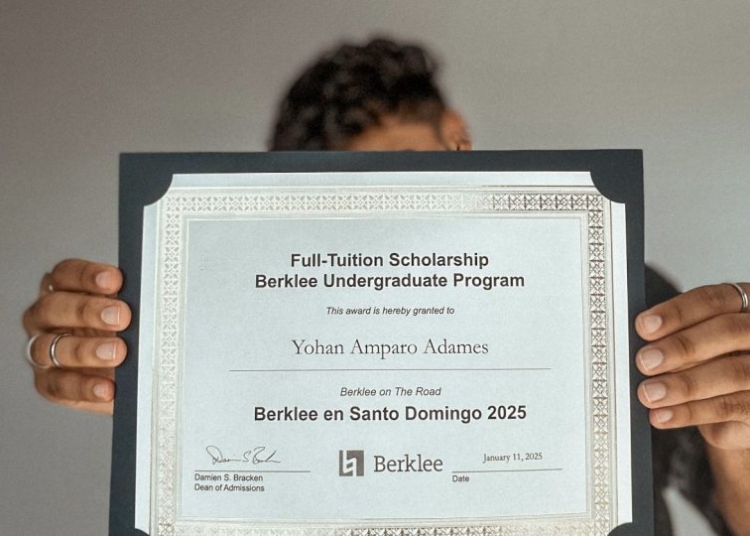 Full-Tuition Scholarship
Berklee Undergraduate Program
This award is hereby granted to
Yohan Amparo Adames
Berklee on The Road
Berklee en Santo Domingo 2025
Damien S. Bracken
Dean of Admissions
Berklee
January 11, 2025
Date